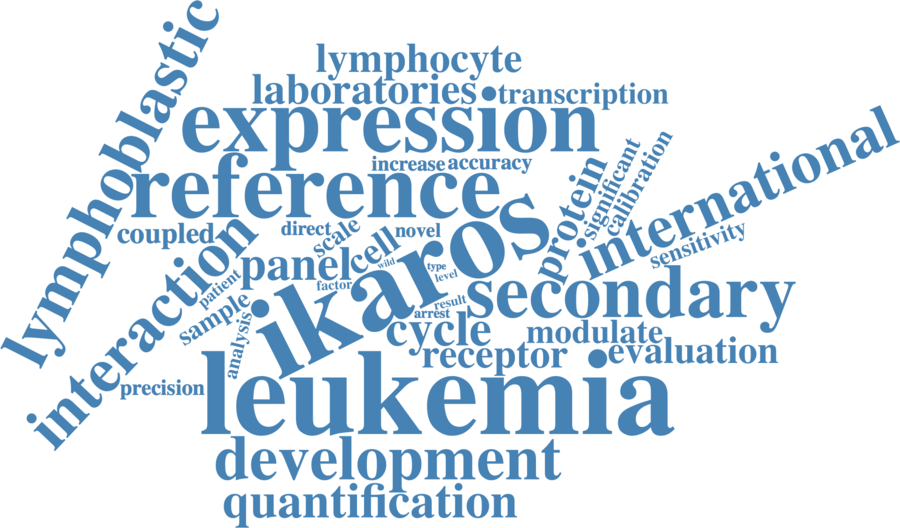 lymphoblastic
lymphocyte
laboratories
transcription
expression
increase
accuracy
reference
protein
significant
calibration
international
sensitivity
coupled
direct
scale
novel
interaction
panel
cell
wild
type
level
factor
ikaros
patient
sample
analysis
result
arrest
secondary
cycle
modulate
receptor
evaluation
precision
leukemia
development
quantification